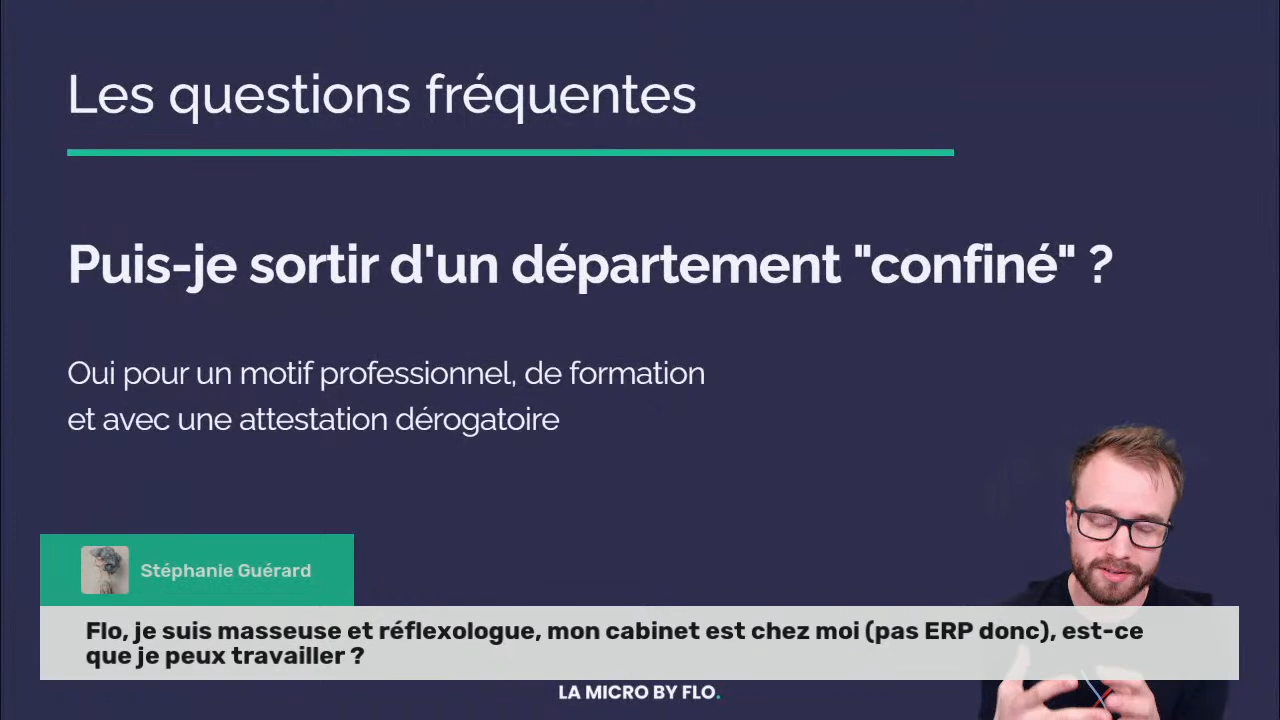 Les questions fréquentes
Puis-je sortir d'un département "confiné" ?
Oui pour un motif professionnel, de formation
et avec une attestation dérogatoire
Stéphanie Guérard
Flo, je suis masseuse et réflexologue, mon cabinet est chez moi (pas ERP donc), est-ce
que je peux travailler ?
LA MICRO BY FLO.